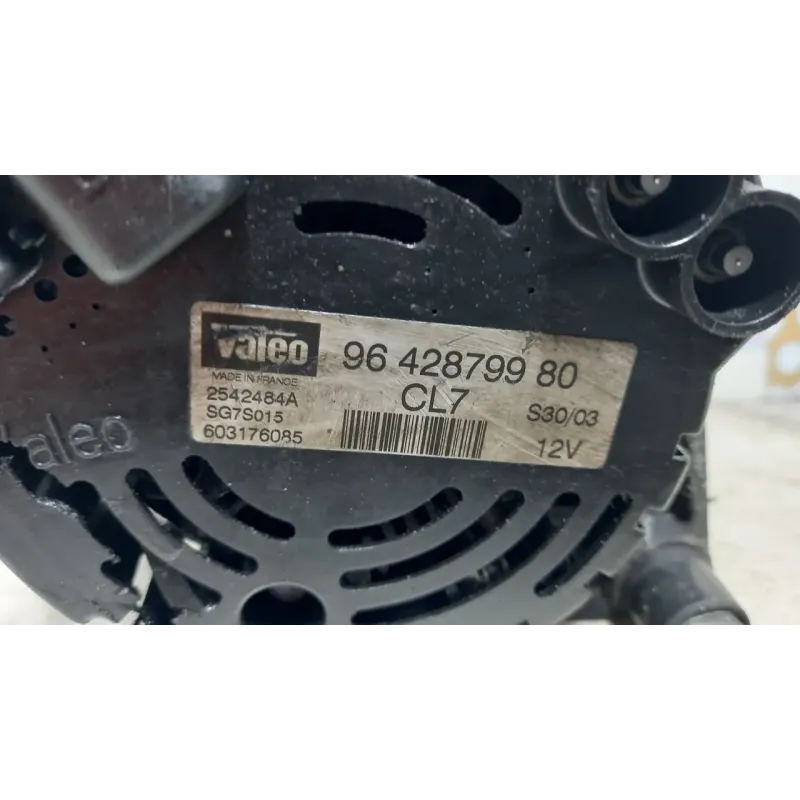 valeo
96 428799 80
MADE IN FRANCE
CL7
2542484A
S30/03
SG7S015
603176085
12V
valeo